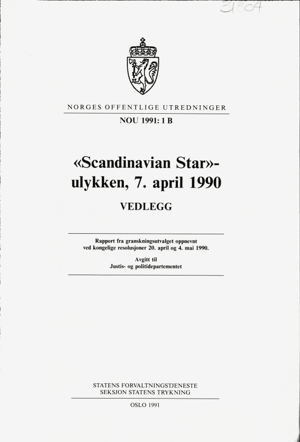 NORGES OFFENTLIGE UTREDNINGER
NOU 1991: 1 B
«Scandinavian Star»-
ulykken, 7. april 1990
VEDLEGG
Rapport fra granskningsutvalget oppnevnt
ved kongelige resolusjoner 20. april og 4. mai 1990.
Avgitt til
Justis- og politidepartementet
STATENS FORVALTNINGSTJENESTE
SEKSJON STATENS TRYKNING
OSLO 1991